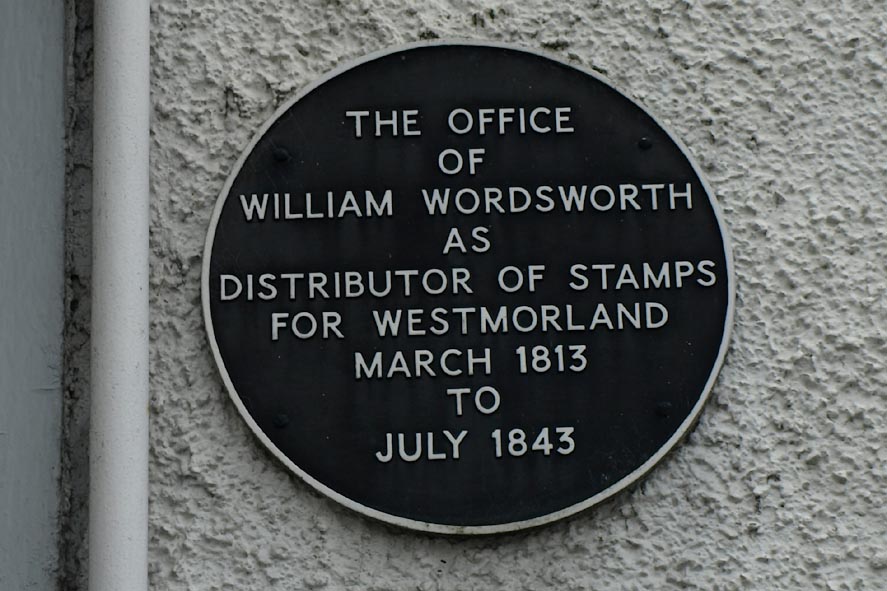 THE OFFICE
OF
WILLIAM WORDSWORTH
AS
DISTRIBUTOR OF STAMPS
FOR WESTMORLAND
MARCH 1813
TO
JULY 1843